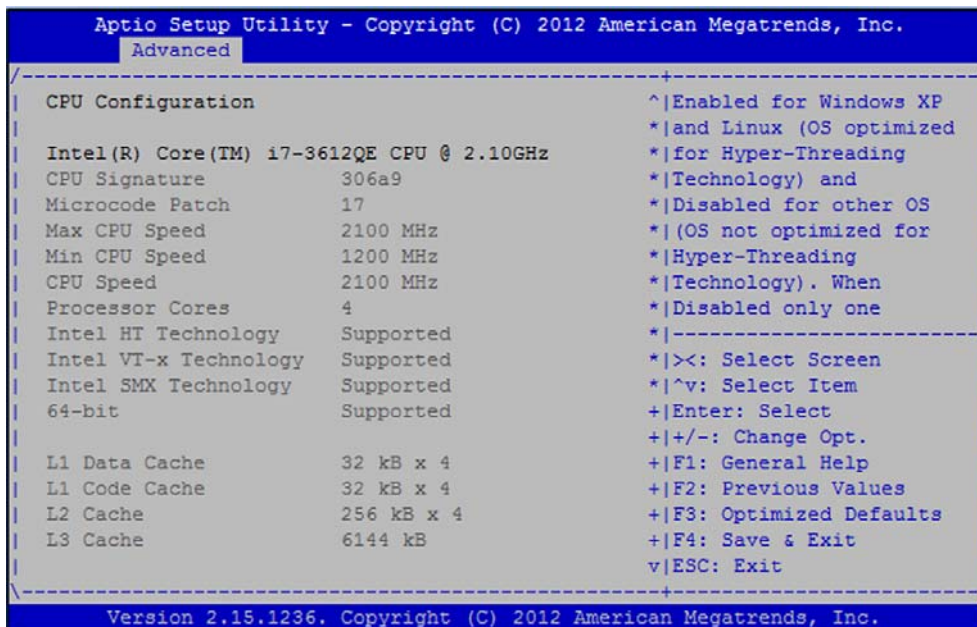 Aptio Setup Utility - Copyright (C) 2012 American Megatrends, Inc.
Advanced
/----------------------------------------------------+-------------------------
| CPU Configuration ^|Enabled for Windows XP
| *|and Linux (OS optimized
| Intel(R) Core(TM) i7-3612QE CPU @ 2.10GHz *|for Hyper-Threading
| CPU Signature 306a9 *|Technology) and
| Microcode Patch 17 *|Disabled for other OS
| Max CPU Speed 2100 MHz *|(OS not optimized for
| Min CPU Speed 1200 MHz *|Hyper-Threading
| CPU Speed 2100 MHz *|Technology). When
| Processor Cores 4 *|Disabled only one
| Intel HT Technology Supported *|-------------------------
| Intel VT-x Technology Supported *|><: Select Screen
| Intel SMX Technology Supported *|^v: Select Item
| 64-bit Supported +|Enter: Select
| +|+/-: Change Opt.
| L1 Data Cache 32 kB x 4 +|F1: General Help
| L1 Code Cache 32 kB x 4 +|F2: Previous Values
| L2 Cache 256 kB x 4 +|F3: Optimized Defaults
| L3 Cache 6144 kB +|F4: Save & Exit
| v|ESC: Exit
\----------------------------------------------------+-------------------------
Version 2.15.1236. Copyright (C) 2012 American Megatrends, Inc.